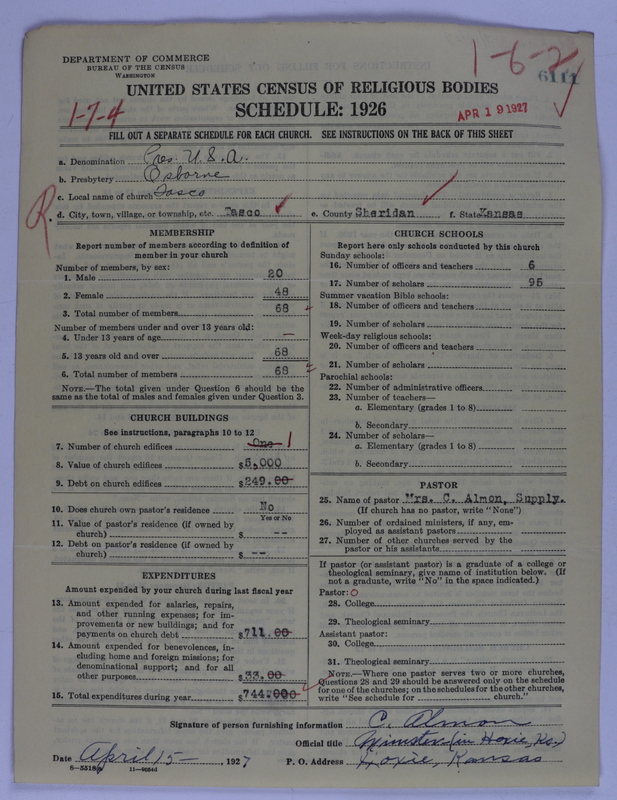 DEPARTMENT OF COMMERCE
BUREAU OF THE CENSUS
WASHINGTON
1-6-2
6111
UNITED STATES CENSUS OF RELIGIOUS BODIES
1-7-4
SCHEDULE: 1926
APR 19 1927
FILL OUT A SEPARATE SCHEDULE FOR EACH CHURCH. SEE INSTRUCTIONS ON THE BACK OF THIS SHEET
a. Denomination Pres. U.S.A.
b. Presbytery Osborne
c. Local name of church Tasco
R.
d. City, town, village, or township, etc. Tasco e. County Sheridan f. State Kansas
MEMBERSHIP
Report number of members according to definition of
member in your church
Number of members, by sex:
1. Male 20
2. Female 48
3. Total number of members 68
Number of members under and over 13 years old:
4. Under 13 years of age —
5. 13 years old and over 68
6. Total number of members 68
NOTE.—The total given under Question 6 should be the
same as the total of males and females given under Question 3.
CHURCH BUILDINGS
See instructions, paragraphs 10 to 12
7. Number of church edifices One 1
8. Value of church edifices $5,000
9. Debt on church edifices $249.00
10. Does church own pastor's residence No
Yes or No
11. Value of pastor's residence (if owned by
church) $ --
12. Debt on pastor's residence (if owned by
church) $ --
EXPENDITURES
Amount expended by your church during last fiscal year
13. Amount expended for salaries, repairs,
and other running expenses; for im-
provements or new buildings; and for
payments on church debt $711.00
14. Amount expended for benevolences, in-
cluding home and foreign missions; for
denominational support; and for all
other purposes $33.00
15. Total expenditures during year $744.00
CHURCH SCHOOLS
Report here only schools conducted by this church
Sunday schools:
16. Number of officers and teachers 6
17. Number of scholars 95
Summer vacation Bible schools:
18. Number of officers and teachers
19. Number of scholars
Week-day religious schools:
20. Number of officers and teachers
21. Number of scholars
Parochial schools:
22. Number of administrative officers
23. Number of teachers—
a. Elementary (grades 1 to 8)
b. Secondary
24. Number of scholars—
a. Elementary (grades 1 to 8)
b. Secondary
PASTOR
25. Name of pastor Mrs. C. Almon, Supply.
(If church has no pastor, write "None")
26. Number of ordained ministers, if any, em-
ployed as assistant pastors
27. Number of other churches served by the
pastor or his assistants
If pastor (or assistant pastor) is a graduate of a college or
theological seminary, give name of institution below. (If
not a graduate, write "No" in the space indicated.)
Pastor: O
28. College
29. Theological seminary
Assistant pastor:
30. College
31. Theological seminary
NOTE.—Where one pastor serves two or more churches,
Questions 28 and 29 should be answered only on the schedule
for one of the churches; on the schedules for the other churches,
write "See schedule for church."
Signature of person furnishing information C. Almon
Official title Minister (in Hoxie, Ks.)
Date April 15—, 1927 P. O. Address Hoxie, Kansas